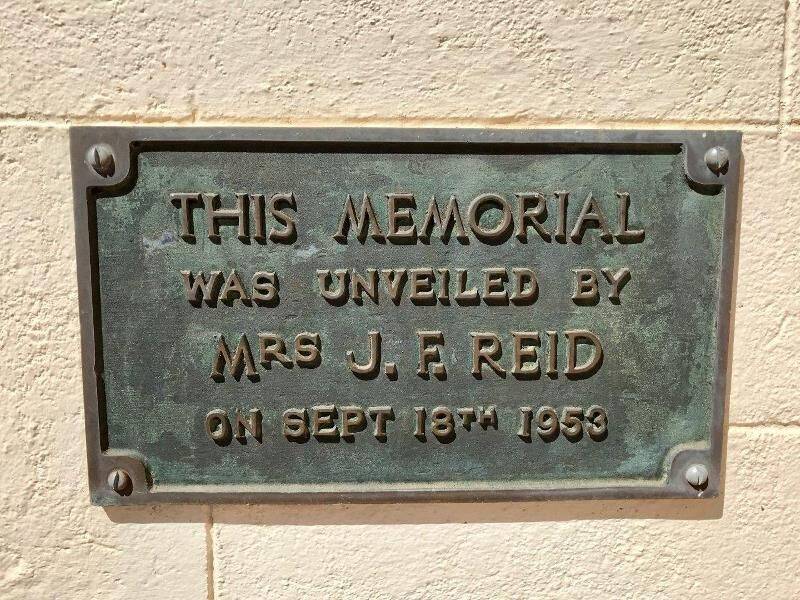 THIS MEMORIAL
WAS UNVEILED BY
MRS J. F. REID
ON SEPT 18TH 1953